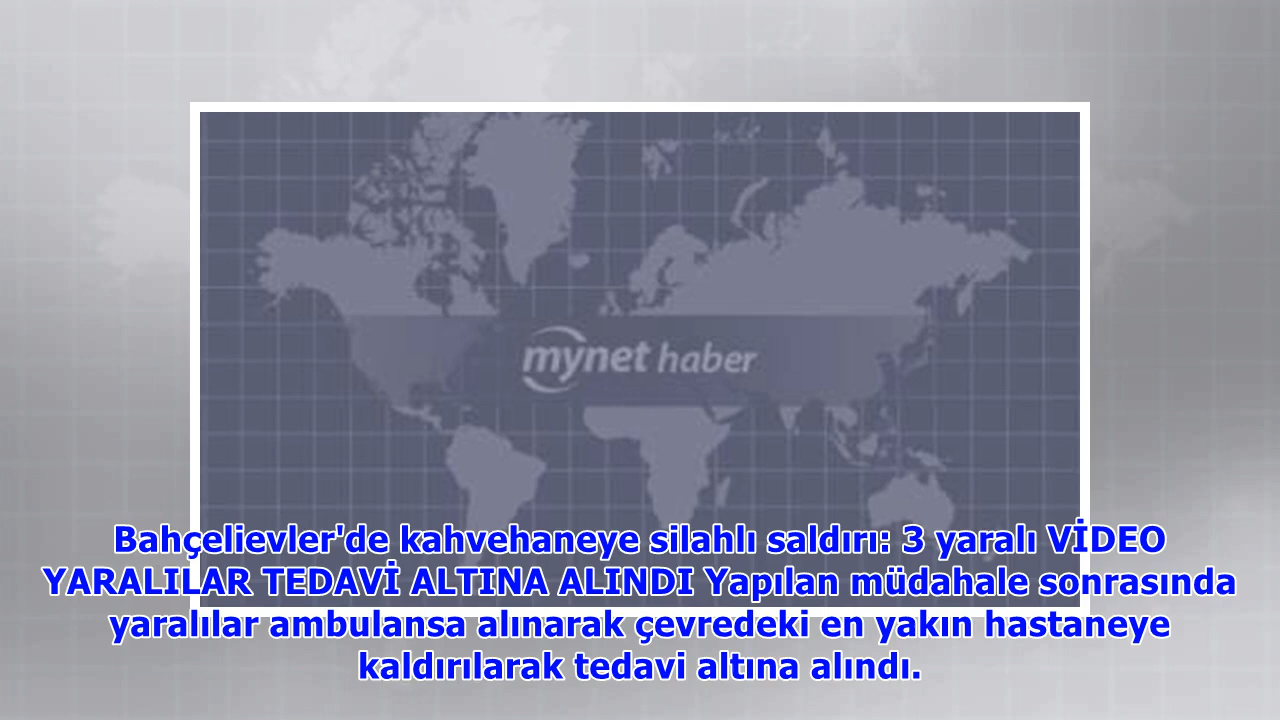 mynet haber
Bahçelievler'de kahvehaneye silahlı saldırı: 3 yaralı VİDEO
YARALILAR TEDAVİ ALTINA ALINDI Yapılan müdahale sonrasında
yaralılar ambulansa alınarak çevredeki en yakın hastaneye
kaldırılarak tedavi altına alındı.